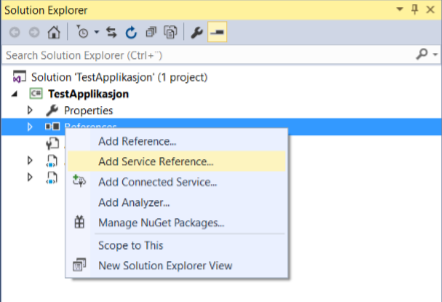 Solution Explorer
Search Solution Explorer (Ctrl+¨)
Solution 'TestApplikasjon' (1 project)
C#
TestApplikasjon
Properties
References
Add Reference...
Add Service Reference...
Add Connected Service...
Add Analyzer...
Manage NuGet Packages...
Scope to This
New Solution Explorer View